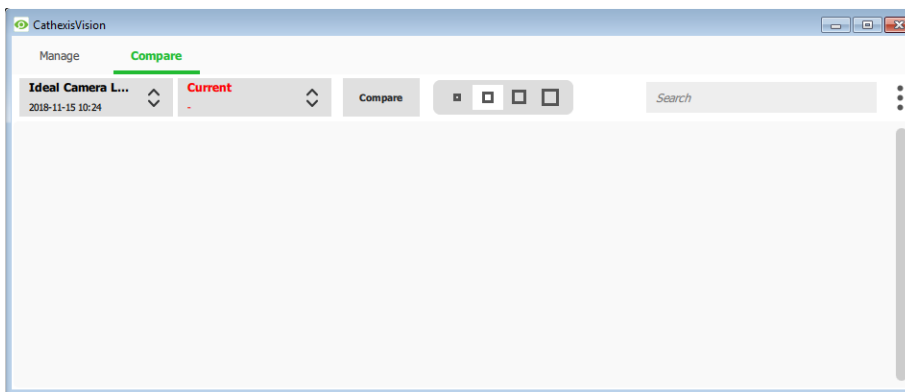 CathexisVision
Manage Compare
Ideal Camera L... Current Compare Search
2018-11-15 10:24 -